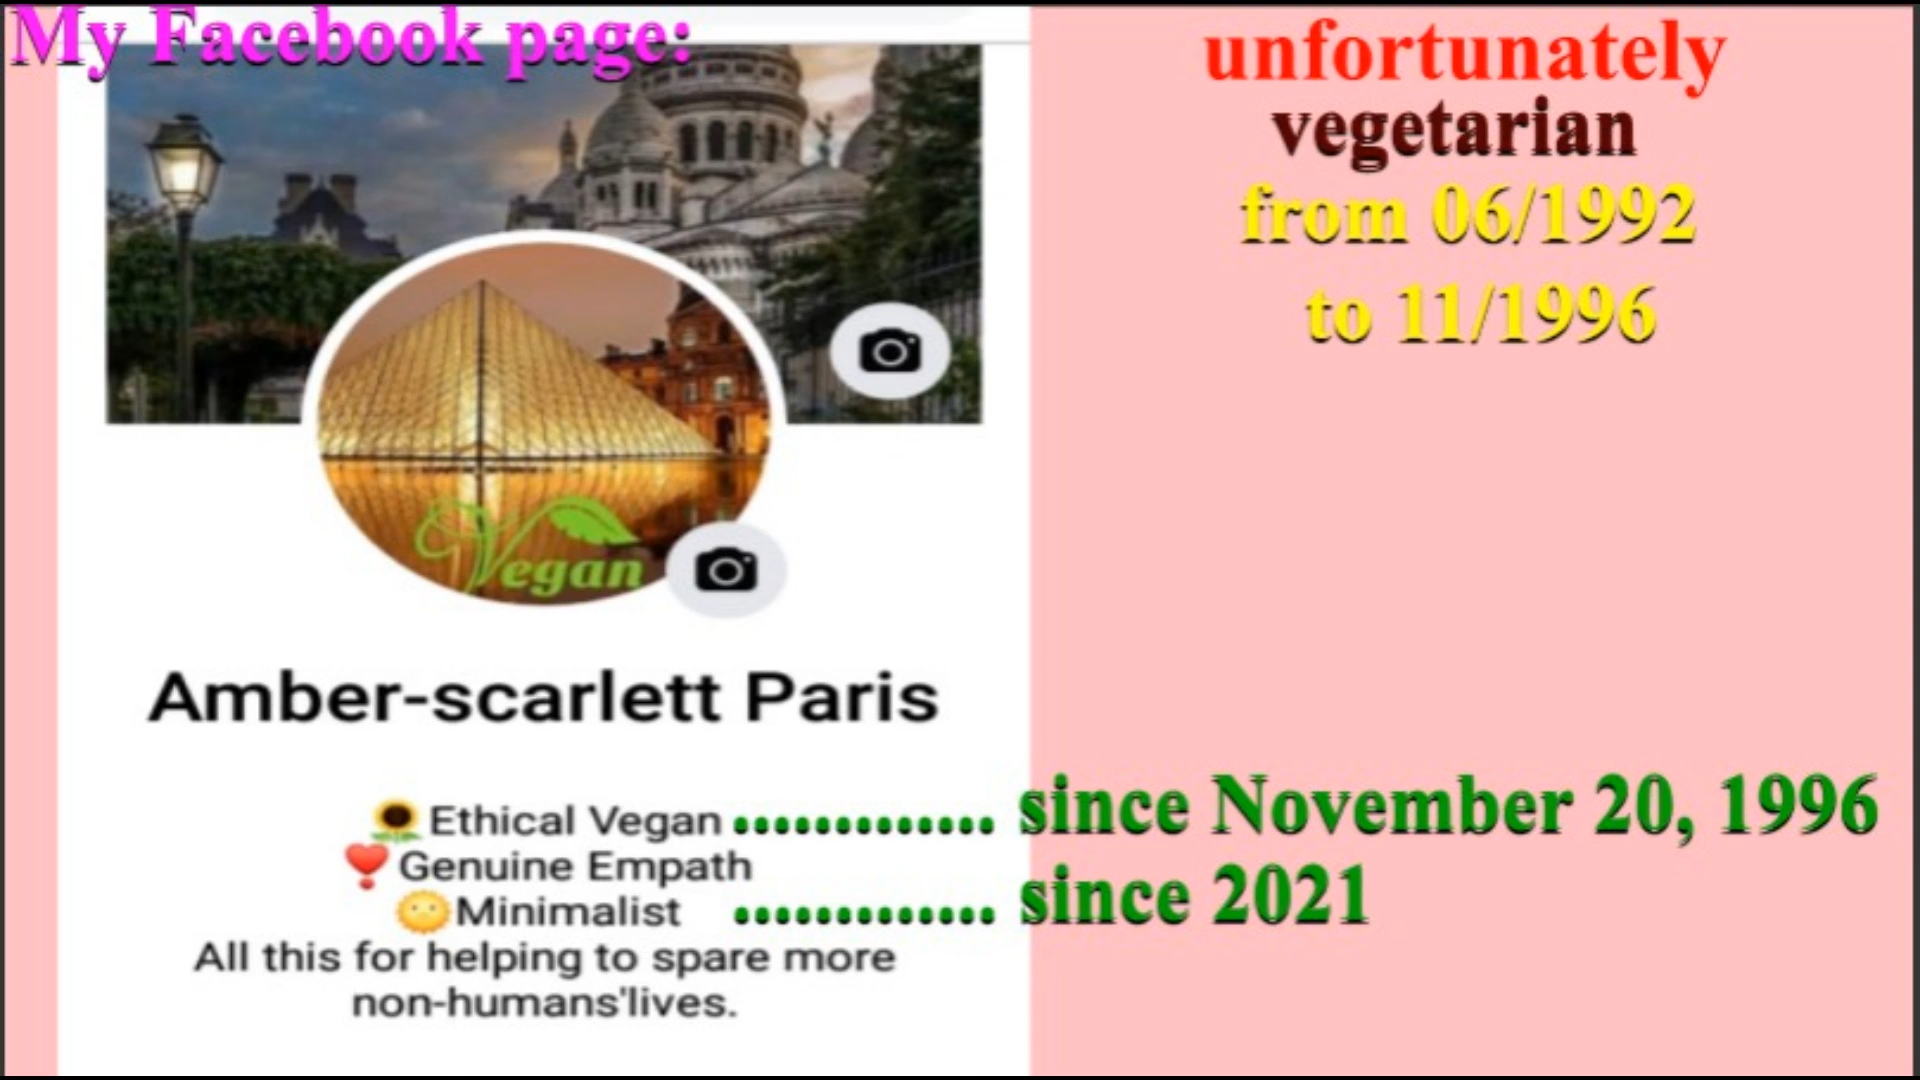 My Facebook page:
unfortunately
vegetarian
from 06/1992
to 11/1996
Vegan
Amber-scarlett Paris
🌻Ethical Vegan ............. since November 20, 1996
❣️Genuine Empath
🌝Minimalist ............. since 2021
All this for helping to spare more
non-humans'lives.